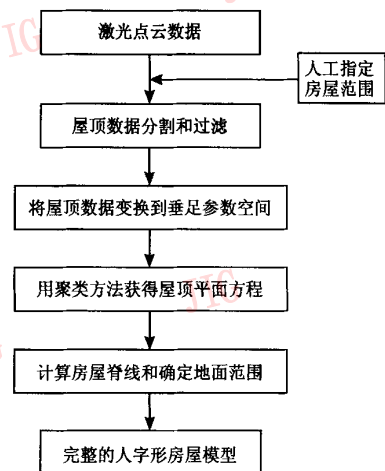 激光点云数据
人工指定
房屋范围
屋顶数据分割和过滤
将屋顶数据变换到垂足参数空间
用聚类方法获得屋顶平面方程
JIG
计算房屋脊线和确定地面范围
完整的人字形房屋模型